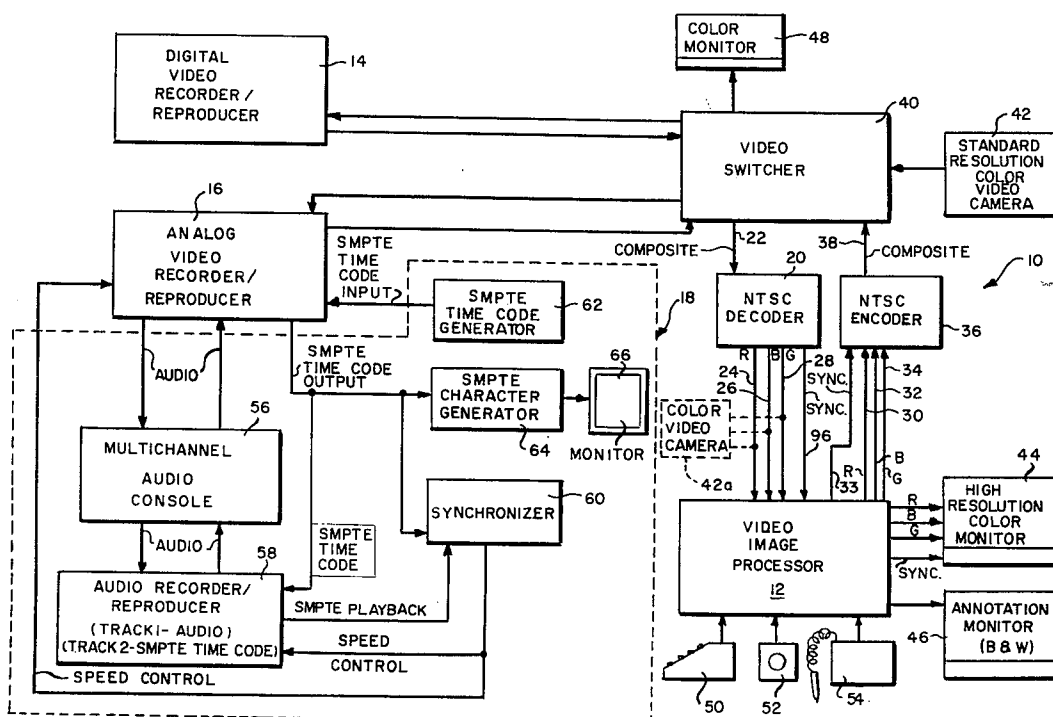 COLOR
MONITOR
48
DIGITAL
VIDEO
RECORDER/
REPRODUCER
14
40
VIDEO
SWITCHER
42
STANDARD
RESOLUTION
COLOR
VIDEO
CAMERA
16
ANALOG
VIDEO
RECORDER/
REPRODUCER
SMPTE
TIME
CODE
INPUT
COMPOSITE
22
38
COMPOSITE
10
20
NTSC
DECODER
NTSC
ENCODER
36
SMPTE
TIME CODE
GENERATOR
62
18
AUDIO
SMPTE
TIME CODE
OUTPUT
R
B
G
24
26
28
SYNC.
SYNC.
34
32
30
SMPTE
CHARACTER
GENERATOR
64
66
MONITOR
COLOR
VIDEO
CAMERA
42a
96
R
33
B
G
56
MULTICHANNEL
AUDIO
CONSOLE
60
SYNCHRONIZER
VIDEO
IMAGE
PROCESSOR
12
R
B
G
SYNC.
44
HIGH
RESOLUTION
COLOR
MONITOR
AUDIO
SMPTE
TIME
CODE
58
AUDIO RECORDER/
REPRODUCER
(TRACK1-AUDIO)
(TRACK2-SMPTE TIME CODE)
SMPTE PLAYBACK
SPEED
CONTROL
SPEED CONTROL
46
ANNOTATION
MONITOR
(B & W)
50
52
54